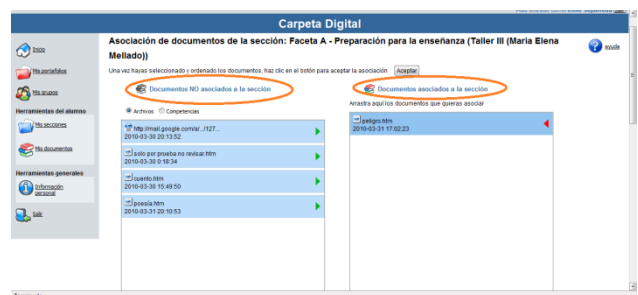 Carpeta Digital
Inicio
Mis portafolios
Mis grupos
Herramientas del alumno
Mis secciones
Mis documentos
Herramientas generales
Información
personal
Salir
Asociación de documentos de la sección: Faceta A - Preparación para la enseñanza (Taller III (Maria Elena
Mellado))
ayuda
Una vez hayas seleccionado y ordenado los documentos, haz clic en el botón para aceptar la asociación Aceptar
Documentos NO asociados a la sección
Archivos Competencias
http://mail.google.com/a/.../127...
2010-03-30 20:13:52
solo por prueba no revisar.htm
2010-03-30 0:18:34
cuento.htm
2010-03-30 15:49:50
poesía.htm
2010-03-31 20:10:53
Documentos asociados a la sección
Arrastra aquí los documentos que quieras asociar
peligro.htm
2010-03-31 17:02:23